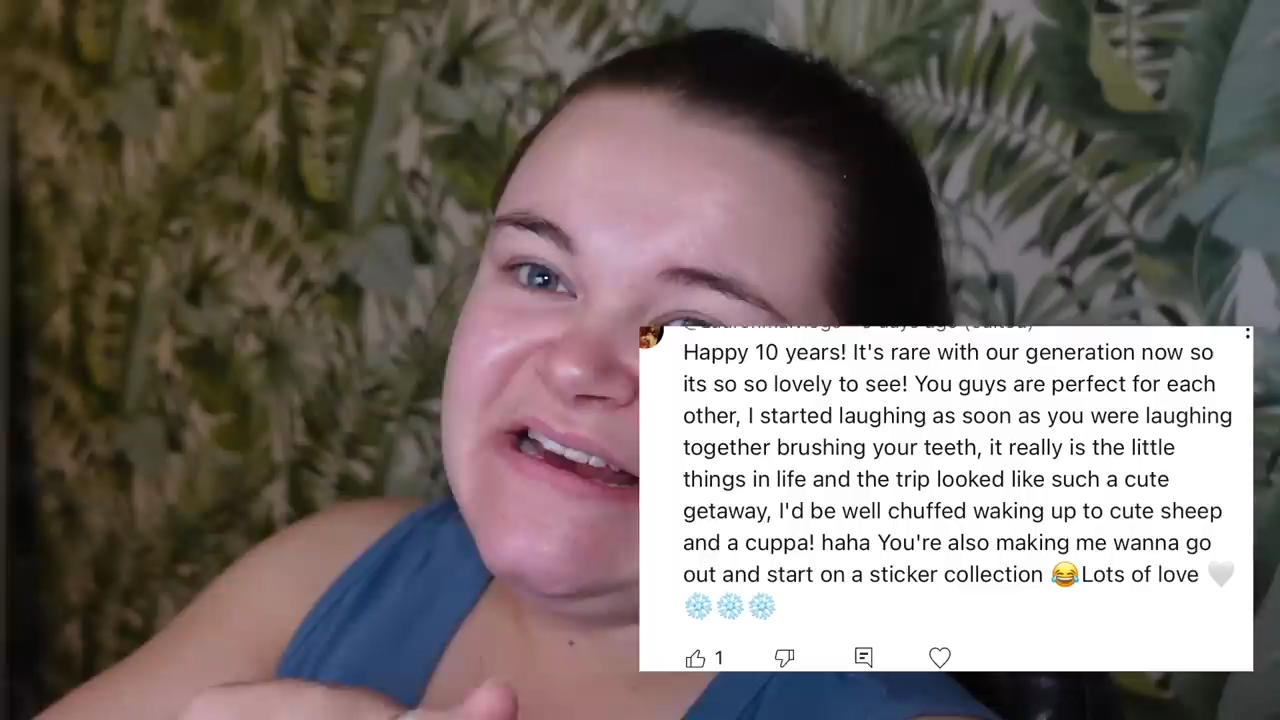 Happy 10 years! It's rare with our generation now so
its so so lovely to see! You guys are perfect for each
other, I started laughing as soon as you were laughing
together brushing your teeth, it really is the little
things in life and the trip looked like such a cute
getaway, I'd be well chuffed waking up to cute sheep
and a cuppa! haha You're also making me wanna go
out and start on a sticker collection 😂Lots of love 🤍
❄️❄️❄️
1